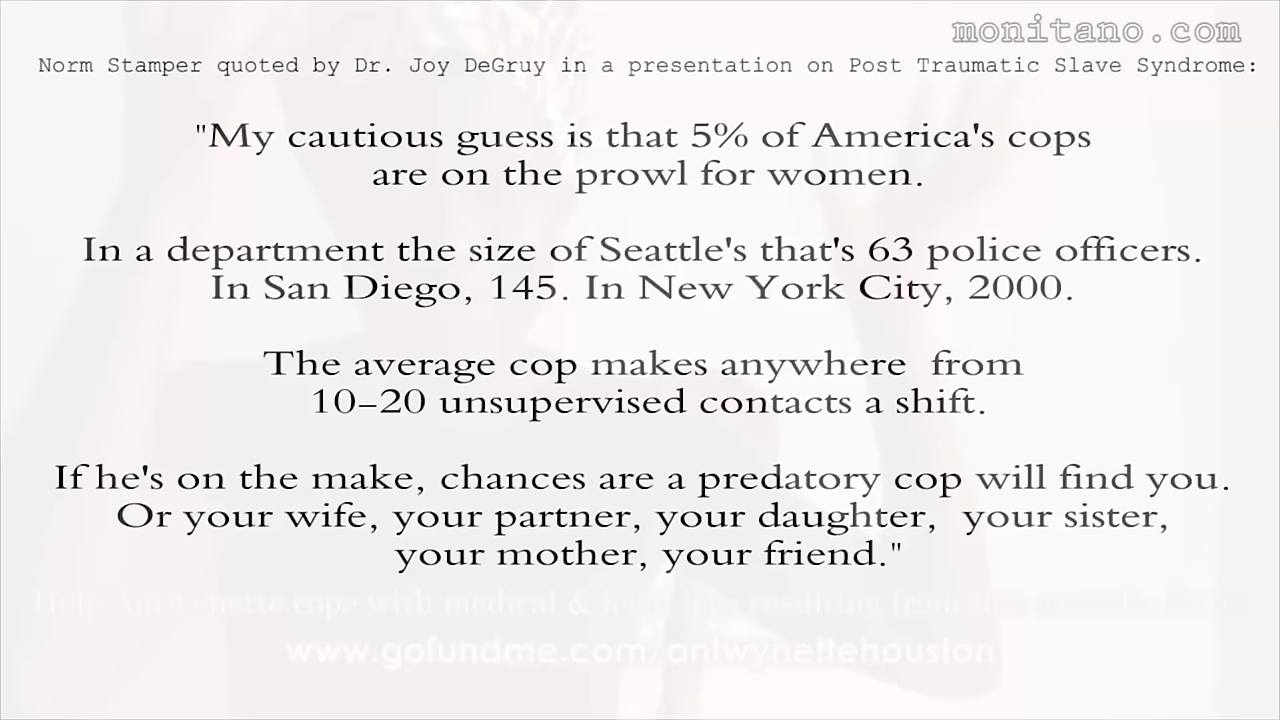 monitano.com
Norm Stamper quoted by Dr. Joy DeGruy in a presentation on Post Traumatic Slave Syndrome:
"My cautious guess is that 5% of America's cops
are on the prowl for women.
In a department the size of Seattle's that's 63 police officers.
In San Diego, 145. In New York City, 2000.
The average cop makes anywhere from
10–20 unsupervised contacts a shift.
If he's on the make, chances are a predatory cop will find you.
Or your wife, your partner, your daughter, your sister,
your mother, your friend."
cope with medical &
www.gofundme.com/antwynettehouston